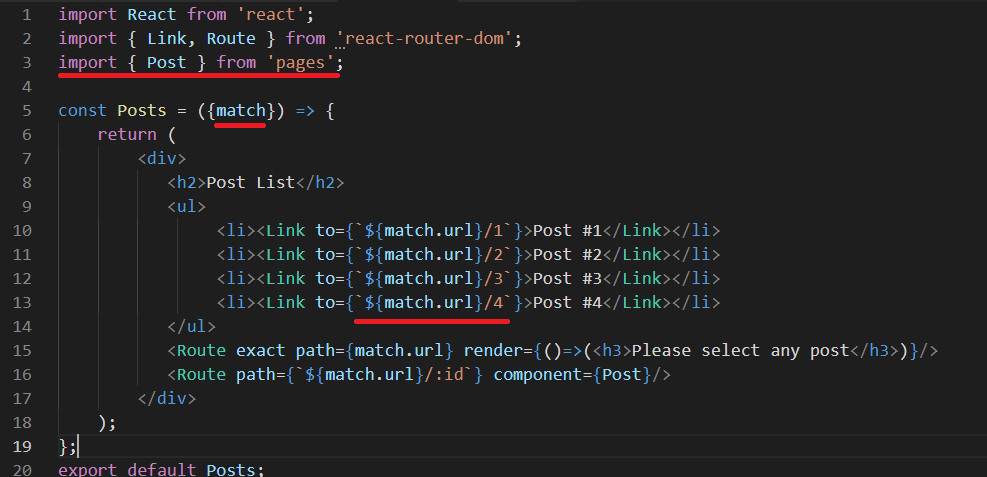 1 import React from 'react';
2 import { Link, Route } from 'react-router-dom';
3 import { Post } from 'pages';
4
5 const Posts = ({match}) => {
6     return (
7         <div>
8            <h2>Post List</h2>
9            <ul>
10                <li><Link to={`${match.url}/1`}>Post #1</Link></li>
11                <li><Link to={`${match.url}/2`}>Post #2</Link></li>
12                <li><Link to={`${match.url}/3`}>Post #3</Link></li>
13                <li><Link to={`${match.url}/4`}>Post #4</Link></li>
14            </ul>
15            <Route exact path={match.url} render={()=>(<h3>Please select any post</h3>)}/>
16            <Route path={`${match.url}/:id`} component={Post}/>
17         </div>
18     );
19 };
20 export default Posts;